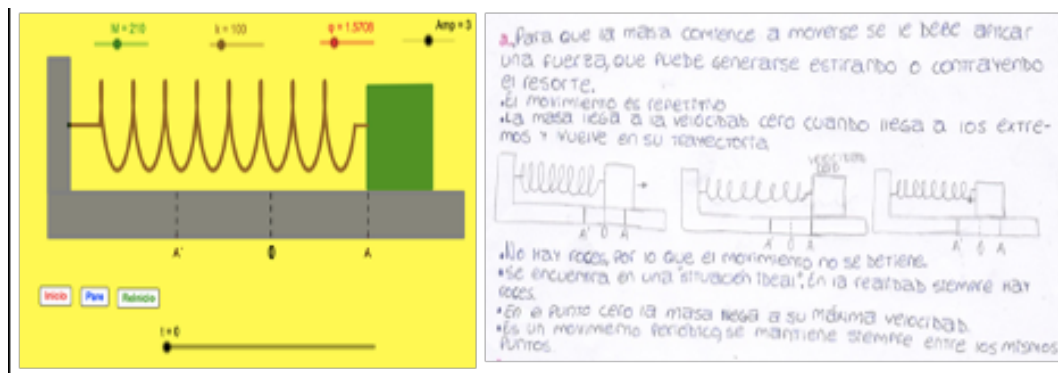 M = 210
k = 100
φ = 1.5708
Amp = 3
A'
0
A
Inicio
Pare
Reinicio
t = 0
a. Para que la masa comience a moverse se le debe aplicar
una fuerza, que puede generarse estirando o contrayendo
el resorte.
• El movimiento es repetitivo
• La masa llega a la velocidad cero cuando llega a los extre-
mos y vuelve en su trayectoria
velocidad
cero
A' 0 A
A' 0 A
A' 0 A
• No hay roces, por lo que el movimiento no se detiene.
• Se encuentra en una "situación ideal". En la realidad siempre hay
roces.
• En el punto cero la masa llega a su máxima velocidad.
• Es un movimiento periódico, se mantiene siempre entre los mismos
puntos.